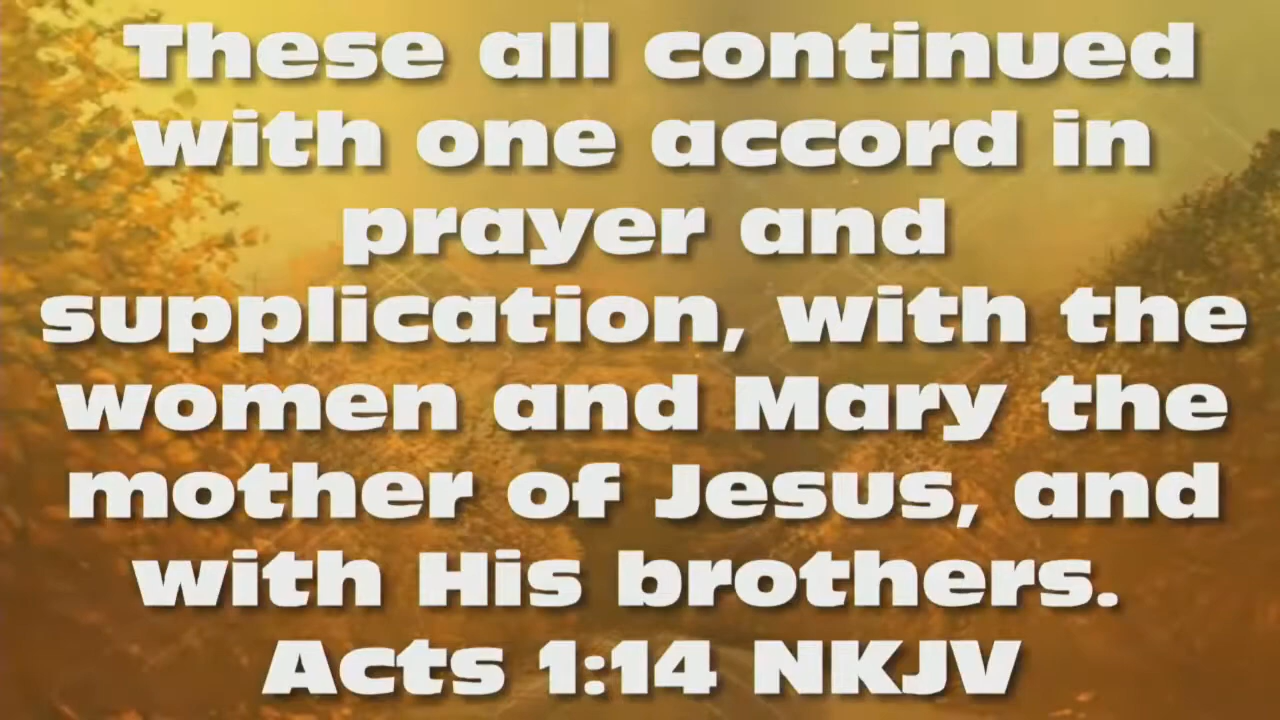 These all continued
with one accord in
prayer and
supplication, with the
women and Mary the
mother of Jesus, and
with His brothers.
Acts 1:14 NKJV